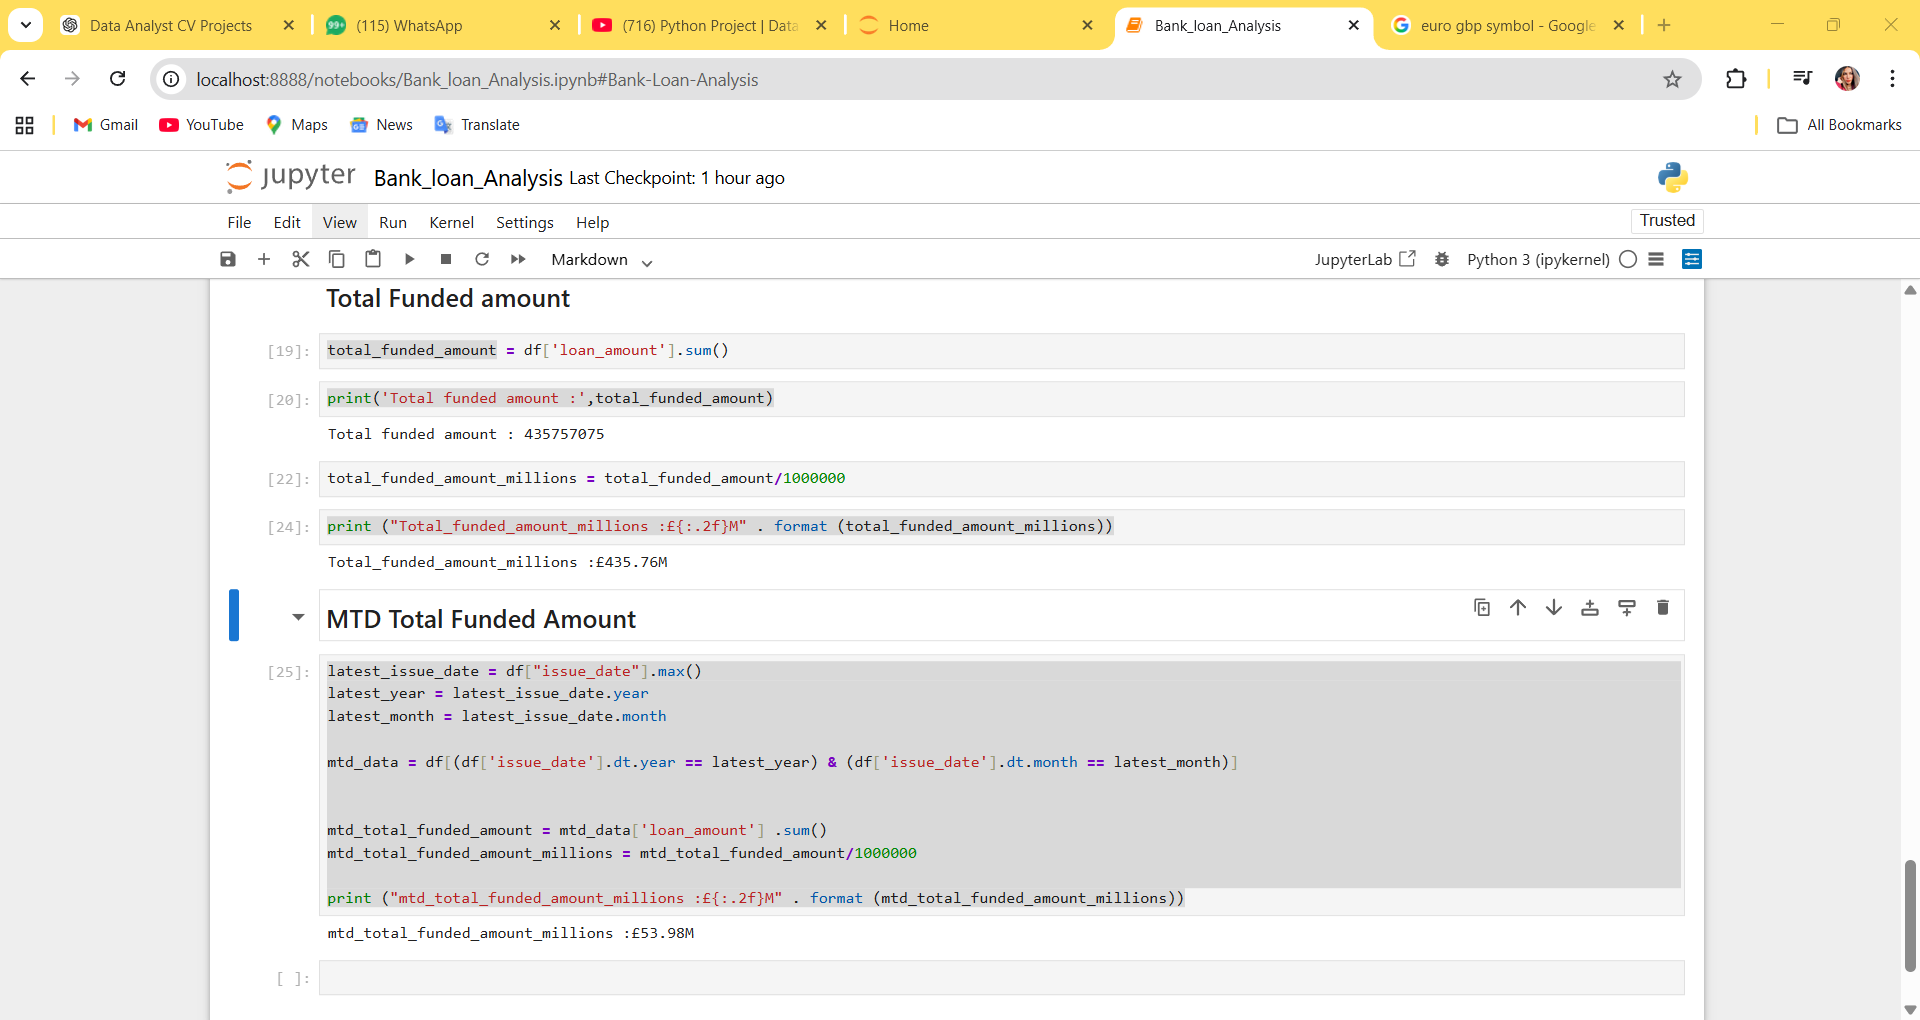 Data Analyst CV Projects
99+
(115) WhatsApp
(716) Python Project | Data
Home
Bank_loan_Analysis
euro gbp symbol - Google
localhost:8888/notebooks/Bank_loan_Analysis.ipynb#Bank-Loan-Analysis
Gmail
YouTube
Maps
News
Translate
All Bookmarks
jupyter
Bank_loan_Analysis Last Checkpoint: 1 hour ago
File Edit View Run Kernel Settings Help
Trusted
Markdown
JupyterLab
Python 3 (ipykernel)
Total Funded amount
[19]: total_funded_amount = df['loan_amount'].sum()
[20]: print('Total funded amount :',total_funded_amount)
Total funded amount : 435757075
[22]: total_funded_amount_millions = total_funded_amount/1000000
[24]: print ("Total_funded_amount_millions :£{:.2f}M" . format (total_funded_amount_millions))
Total_funded_amount_millions :£435.76M
MTD Total Funded Amount
[25]: latest_issue_date = df["issue_date"].max()
latest_year = latest_issue_date.year
latest_month = latest_issue_date.month
mtd_data = df[(df['issue_date'].dt.year == latest_year) & (df['issue_date'].dt.month == latest_month)]
mtd_total_funded_amount = mtd_data['loan_amount'] .sum()
mtd_total_funded_amount_millions = mtd_total_funded_amount/1000000
print ("mtd_total_funded_amount_millions :£{:.2f}M" . format (mtd_total_funded_amount_millions))
mtd_total_funded_amount_millions :£53.98M
[ ]: